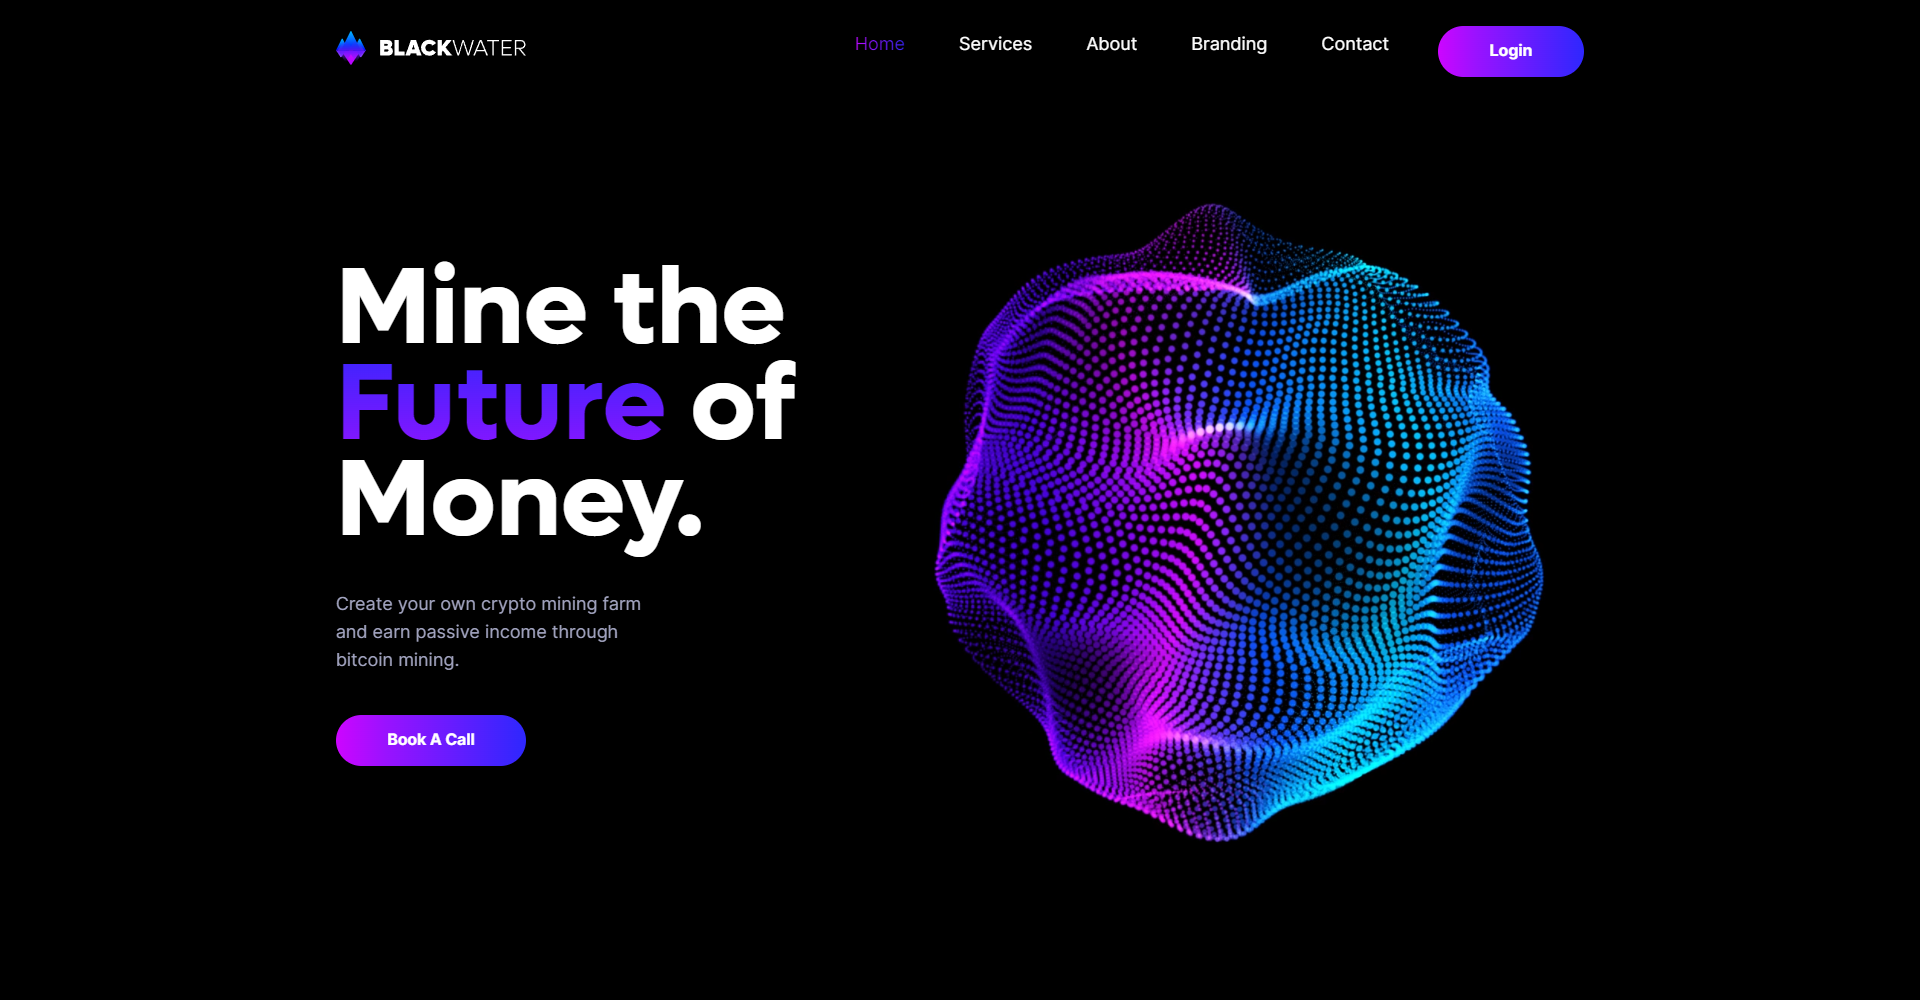 BLACKWATER
Home Services About Branding Contact Login
Mine the
Future of
Money.
Create your own crypto mining farm
and earn passive income through
bitcoin mining.
Book A Call